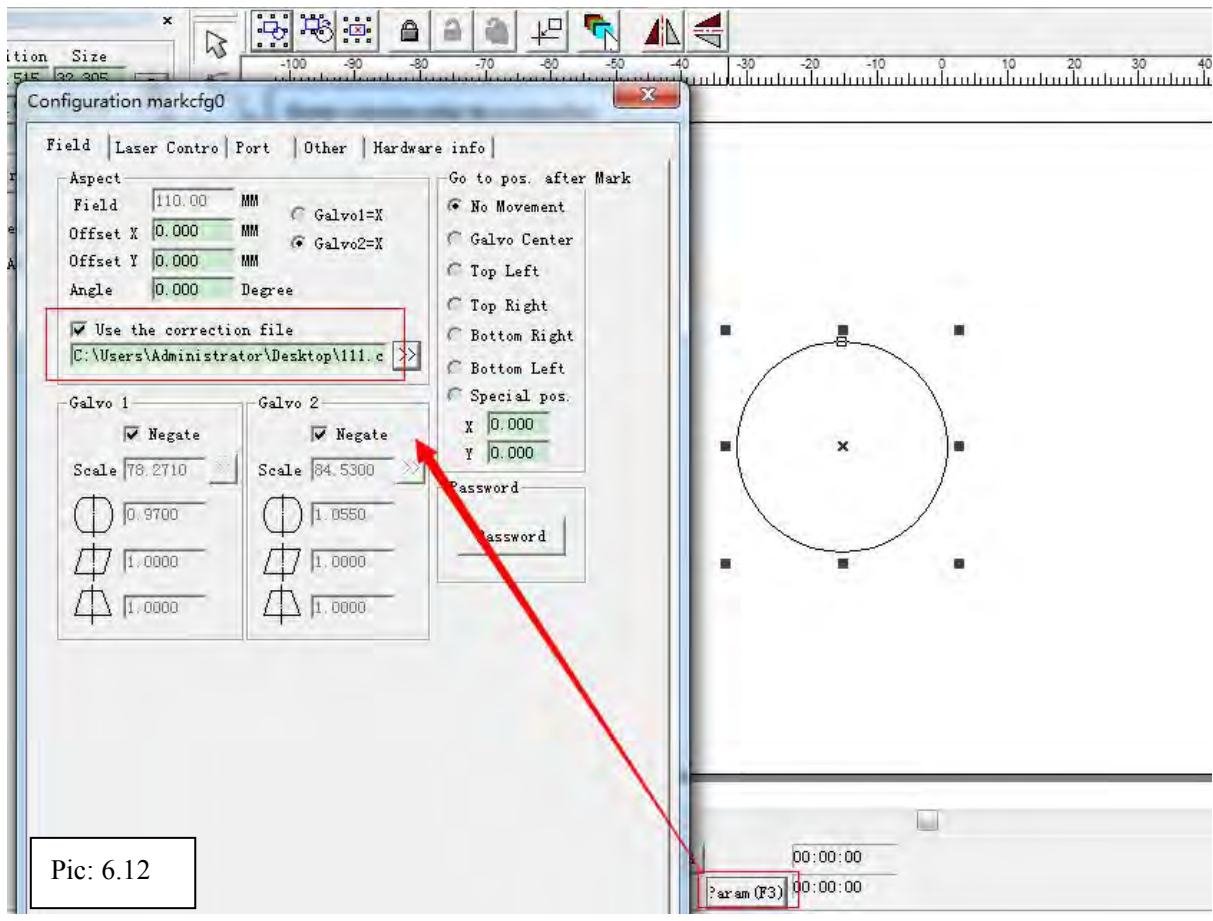 ition Size
515 32.305
-100 -90 -80 -70 -60 -50 -40 -30 -20 -10 0 10 20 30 40
Configuration markcfg0
Field Laser Contro Port Other Hardware info
Aspect
Field 110.00 MM
Offset X 0.000 MM
Offset Y 0.000 MM
Angle 0.000 Degree
Galvo1=X
Galvo2=X
Use the correction file
C:\Users\Administrator\Desktop\111.c >>
Galvo 1
Negate
Scale 78.2710 >>
0.9700
1.0000
1.0000
Galvo 2
Negate
Scale 84.5300 >>
1.0550
1.0000
1.0000
Go to pos. after Mark
No Movement
Galvo Center
Top Left
Top Right
Bottom Right
Bottom Left
Special pos.
X 0.000
Y 0.000
Password
Password
00:00:00
Param(F3) 00:00:00
Pic: 6.12